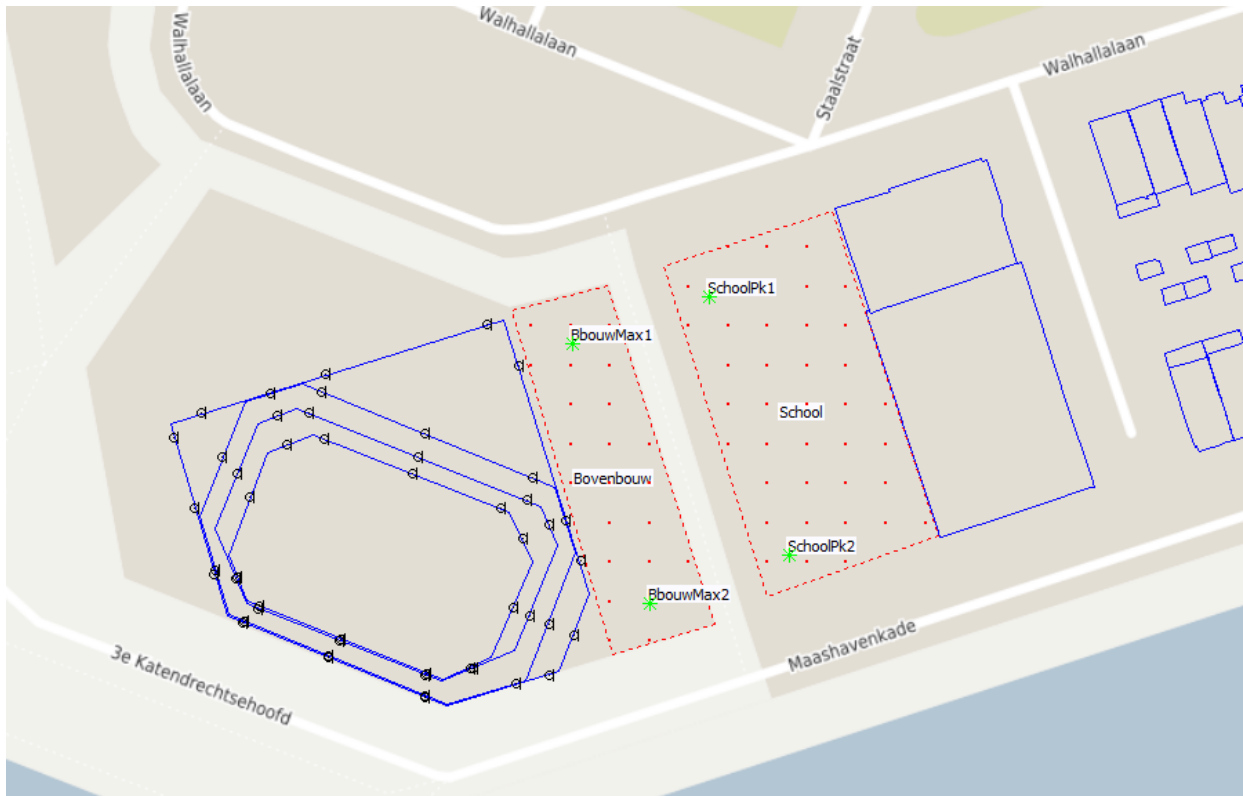 Walhallalaan
Walhallalaan
Staalstraat
Walhallalaan
SchoolPk1
BbouwMax1
School
Bovenbouw
SchoolPk2
BbouwMax2
Maashavenkade
3e Katendrechtsehoofd